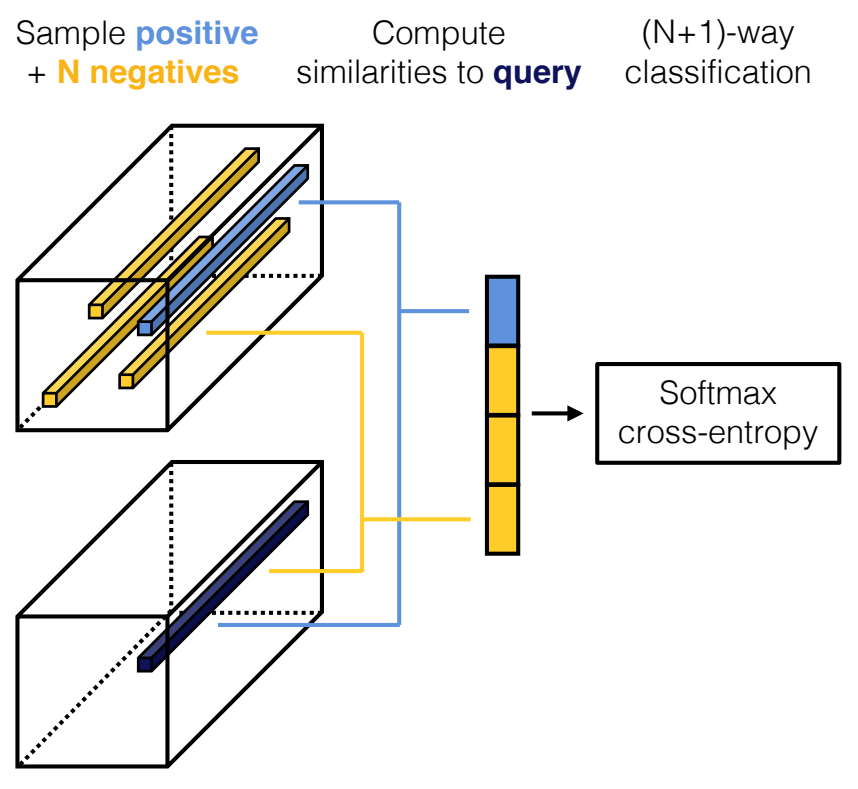 Sample positive
+ N negatives
Compute
similarities to query
(N+1)-way
classification
Softmax
cross-entropy